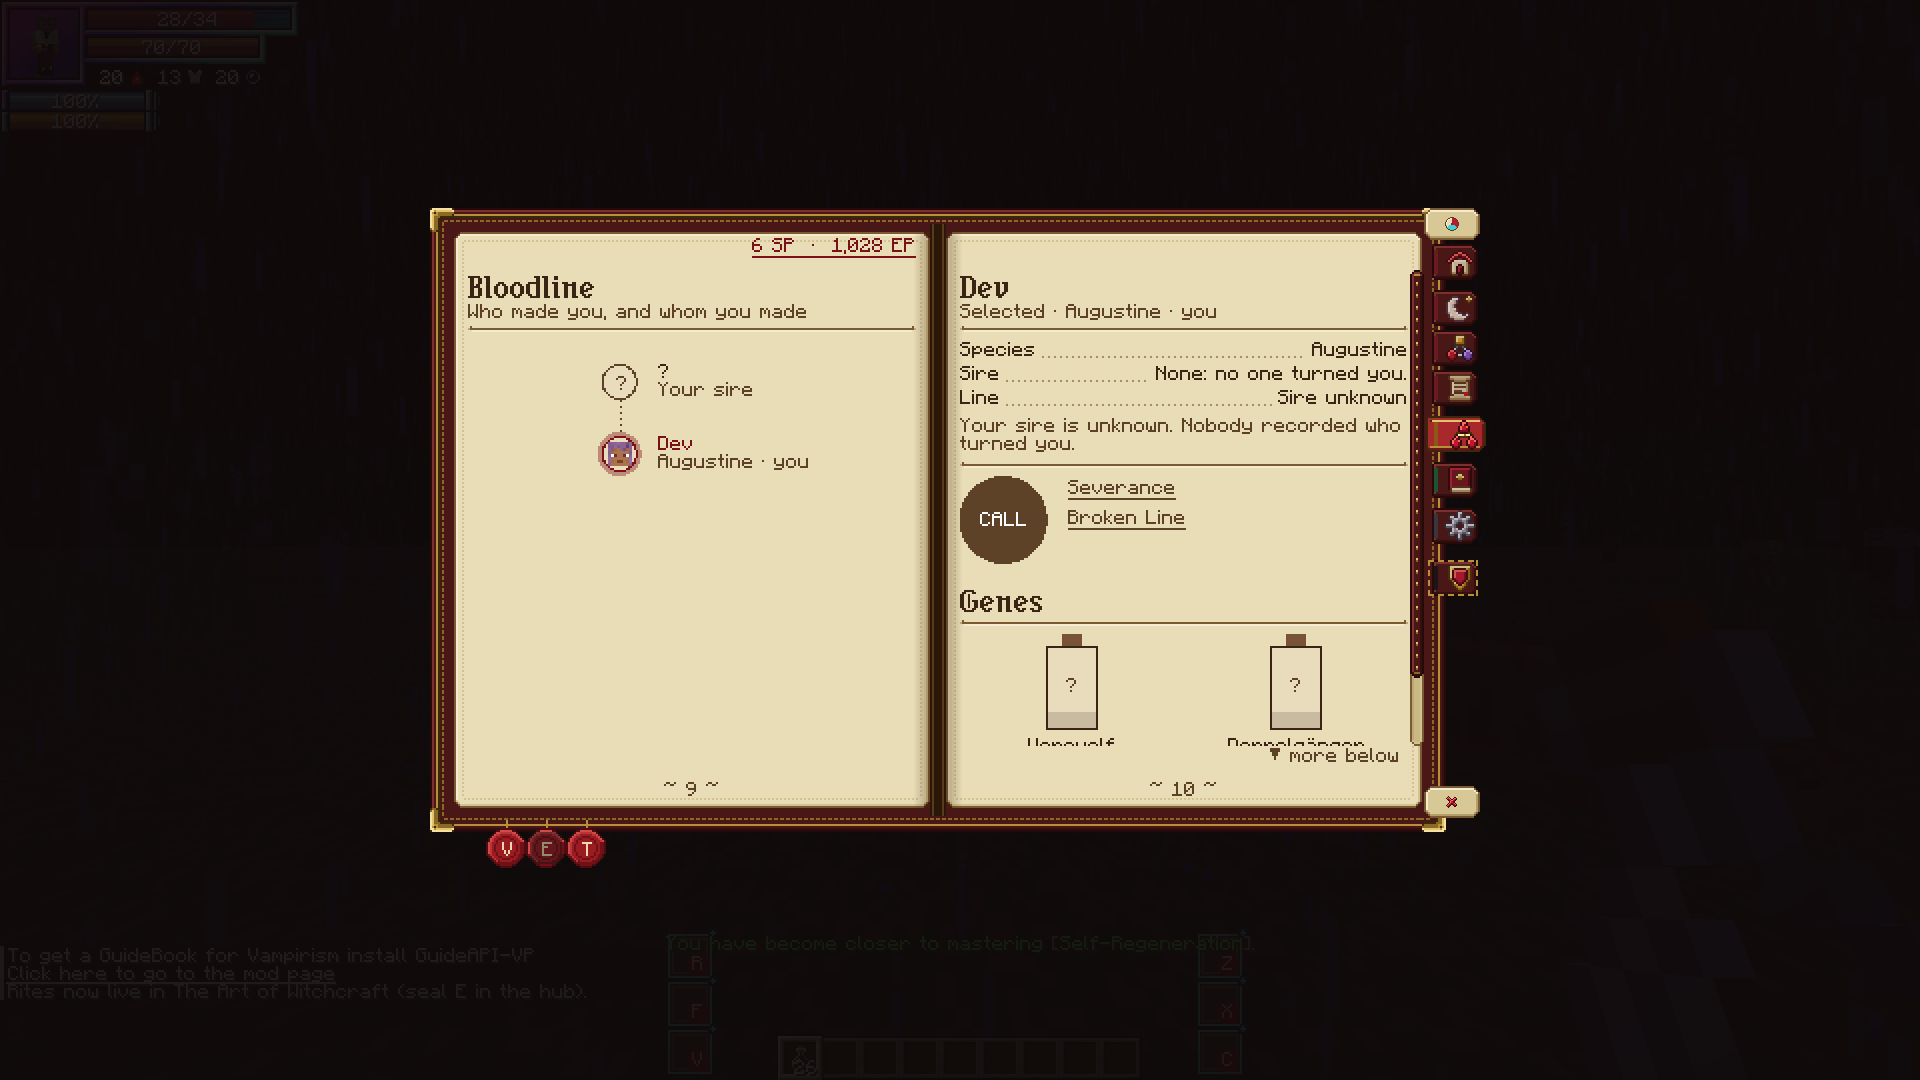 28/34
70/70
20 13 20
100%
100%
6 SP · 1,028 EP
Bloodline
Who made you, and whom you made
?
?
Your sire
Dev
Augustine · you
~ 9 ~
Dev
Selected · Augustine · you
Species Augustine
Sire None: no one turned you.
Line Sire unknown
Your sire is unknown. Nobody recorded who
turned you.
CALL
Severance
Broken Line
Genes
?
?
Werewolf
Doppelgänger
▼ more below
~ 10 ~
V E T
You have become closer to mastering [Self-Regeneration].
To get a GuideBook for Vampirism install GuideAPI-VP
Click here to go to the mod page
Rites now live in The Art of Witchcraft (seal E in the hub).
R
F
V
Z
X
C
26